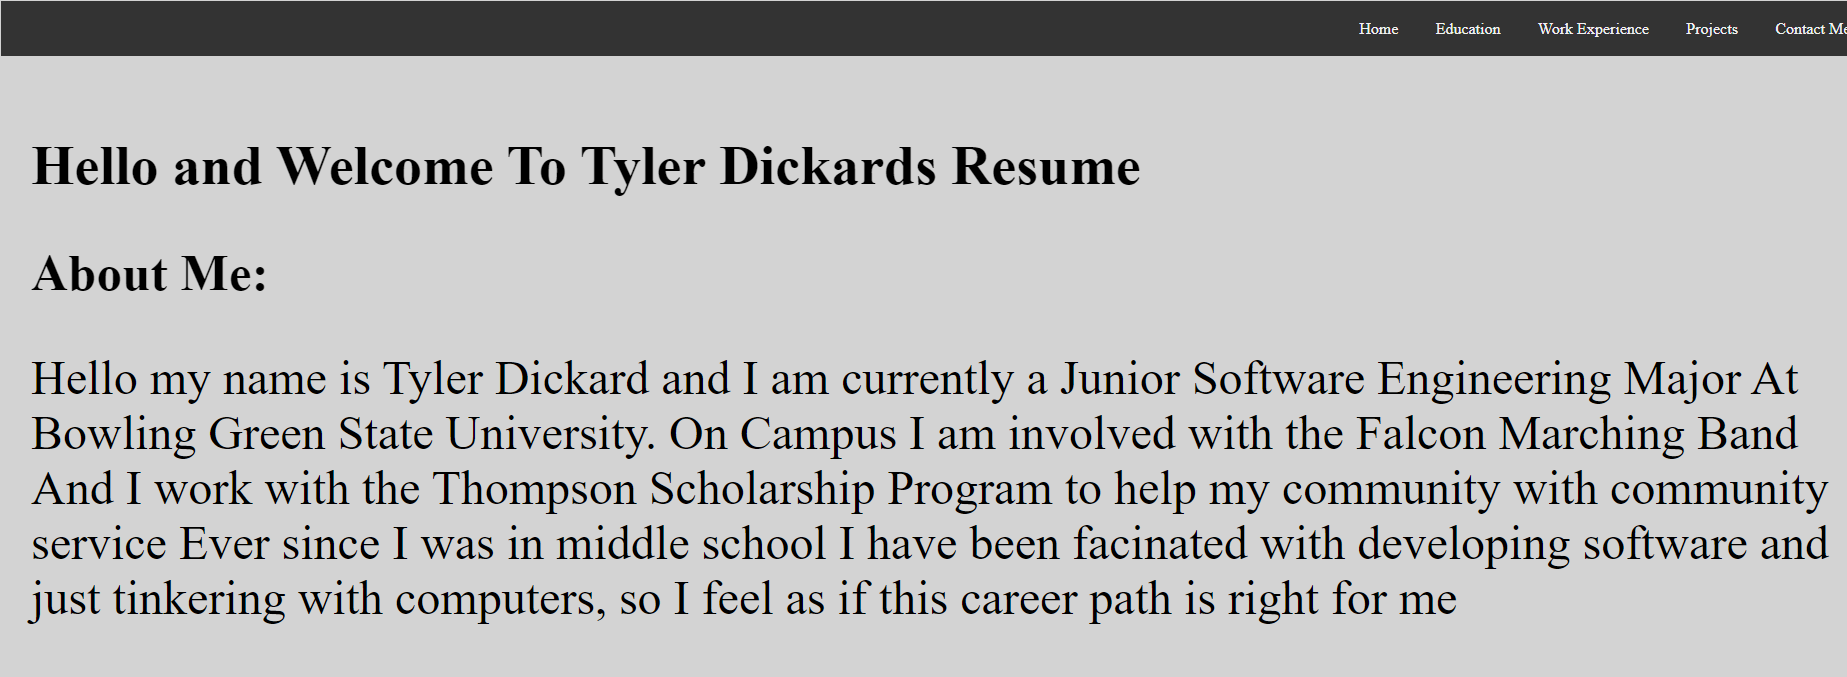 Home Education Work Experience Projects Contact Me
Hello and Welcome To Tyler Dickards Resume
About Me:
Hello my name is Tyler Dickard and I am currently a Junior Software Engineering Major At
Bowling Green State University. On Campus I am involved with the Falcon Marching Band
And I work with the Thompson Scholarship Program to help my community with community
service Ever since I was in middle school I have been facinated with developing software and
just tinkering with computers, so I feel as if this career path is right for me